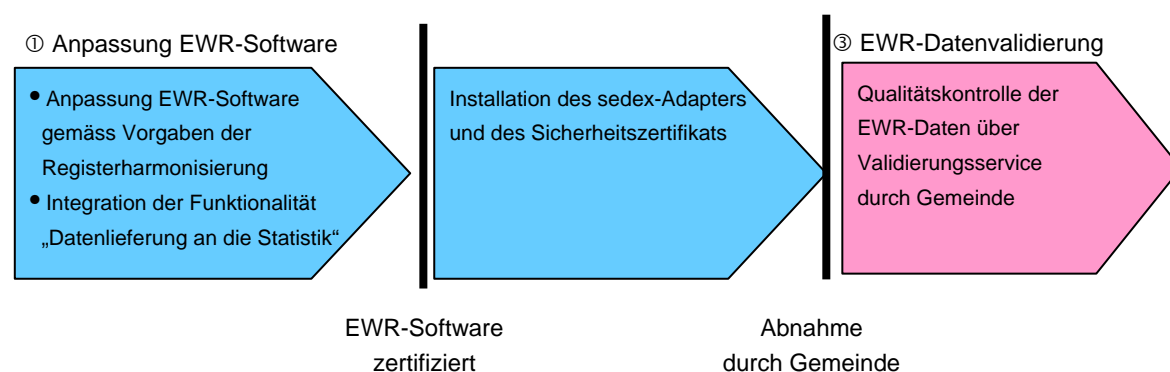 ① Anpassung EWR-Software
• Anpassung EWR-Software
gemäss Vorgaben der
Registerharmonisierung
• Integration der Funktionalität
„Datenlieferung an die Statistik“
Installation des sedex-Adapters
und des Sicherheitszertifikats
③ EWR-Datenvalidierung
Qualitätskontrolle der
EWR-Daten über
Validierungsservice
durch Gemeinde
EWR-Software
zertifiziert
Abnahme
durch Gemeinde